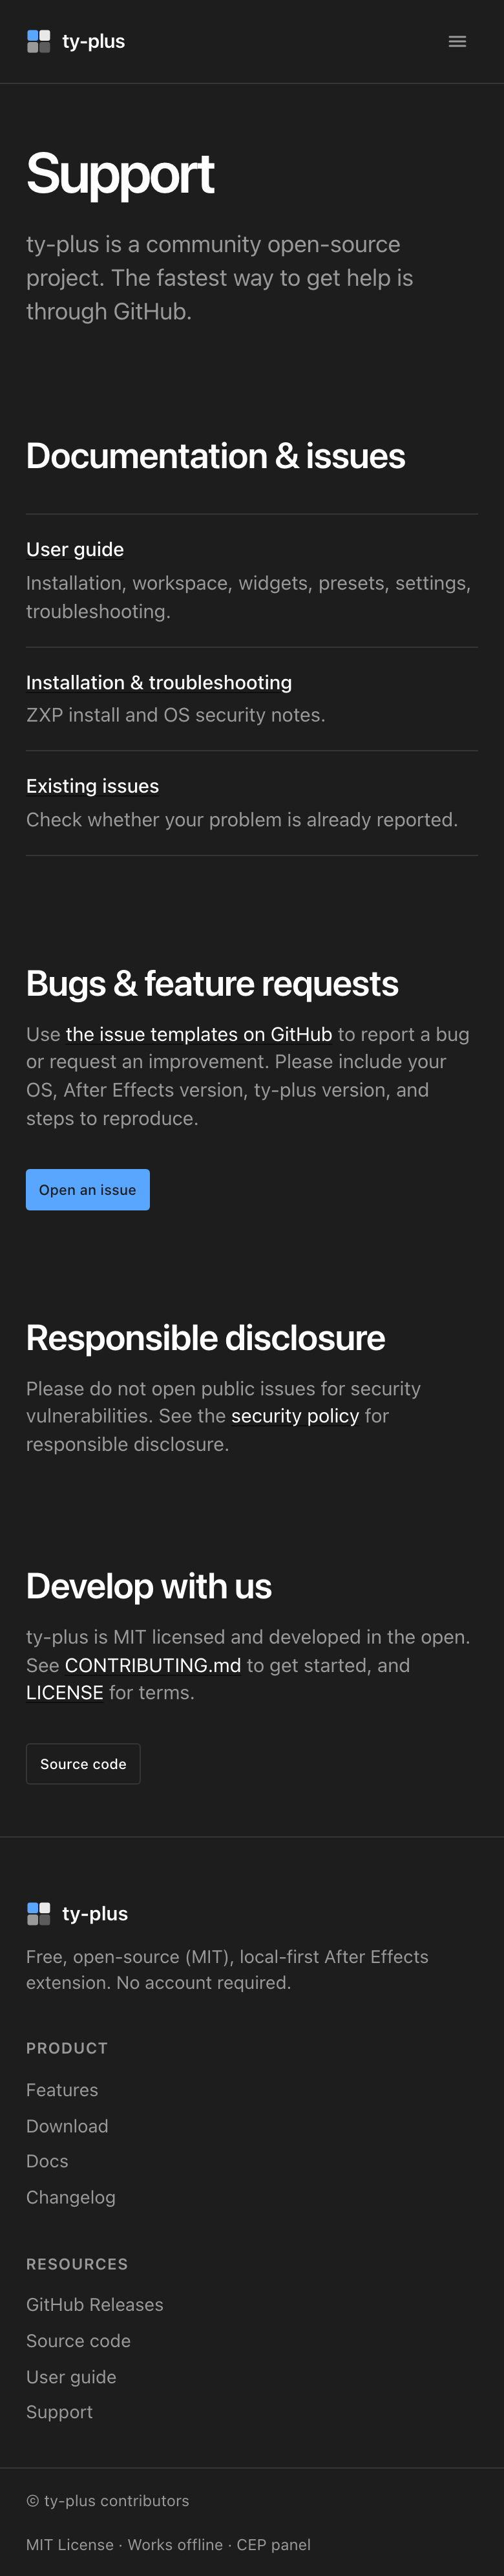 ty-plus
Support
ty-plus is a community open-source
project. The fastest way to get help is
through GitHub.
Documentation & issues
User guide
Installation, workspace, widgets, presets, settings,
troubleshooting.
Installation & troubleshooting
ZXP install and OS security notes.
Existing issues
Check whether your problem is already reported.
Bugs & feature requests
Use the issue templates on GitHub to report a bug
or request an improvement. Please include your
OS, After Effects version, ty-plus version, and
steps to reproduce.
Open an issue
Responsible disclosure
Please do not open public issues for security
vulnerabilities. See the security policy for
responsible disclosure.
Develop with us
ty-plus is MIT licensed and developed in the open.
See CONTRIBUTING.md to get started, and
LICENSE for terms.
Source code
ty-plus
Free, open-source (MIT), local-first After Effects
extension. No account required.
PRODUCT
Features
Download
Docs
Changelog
RESOURCES
GitHub Releases
Source code
User guide
Support
© ty-plus contributors
MIT License · Works offline · CEP panel